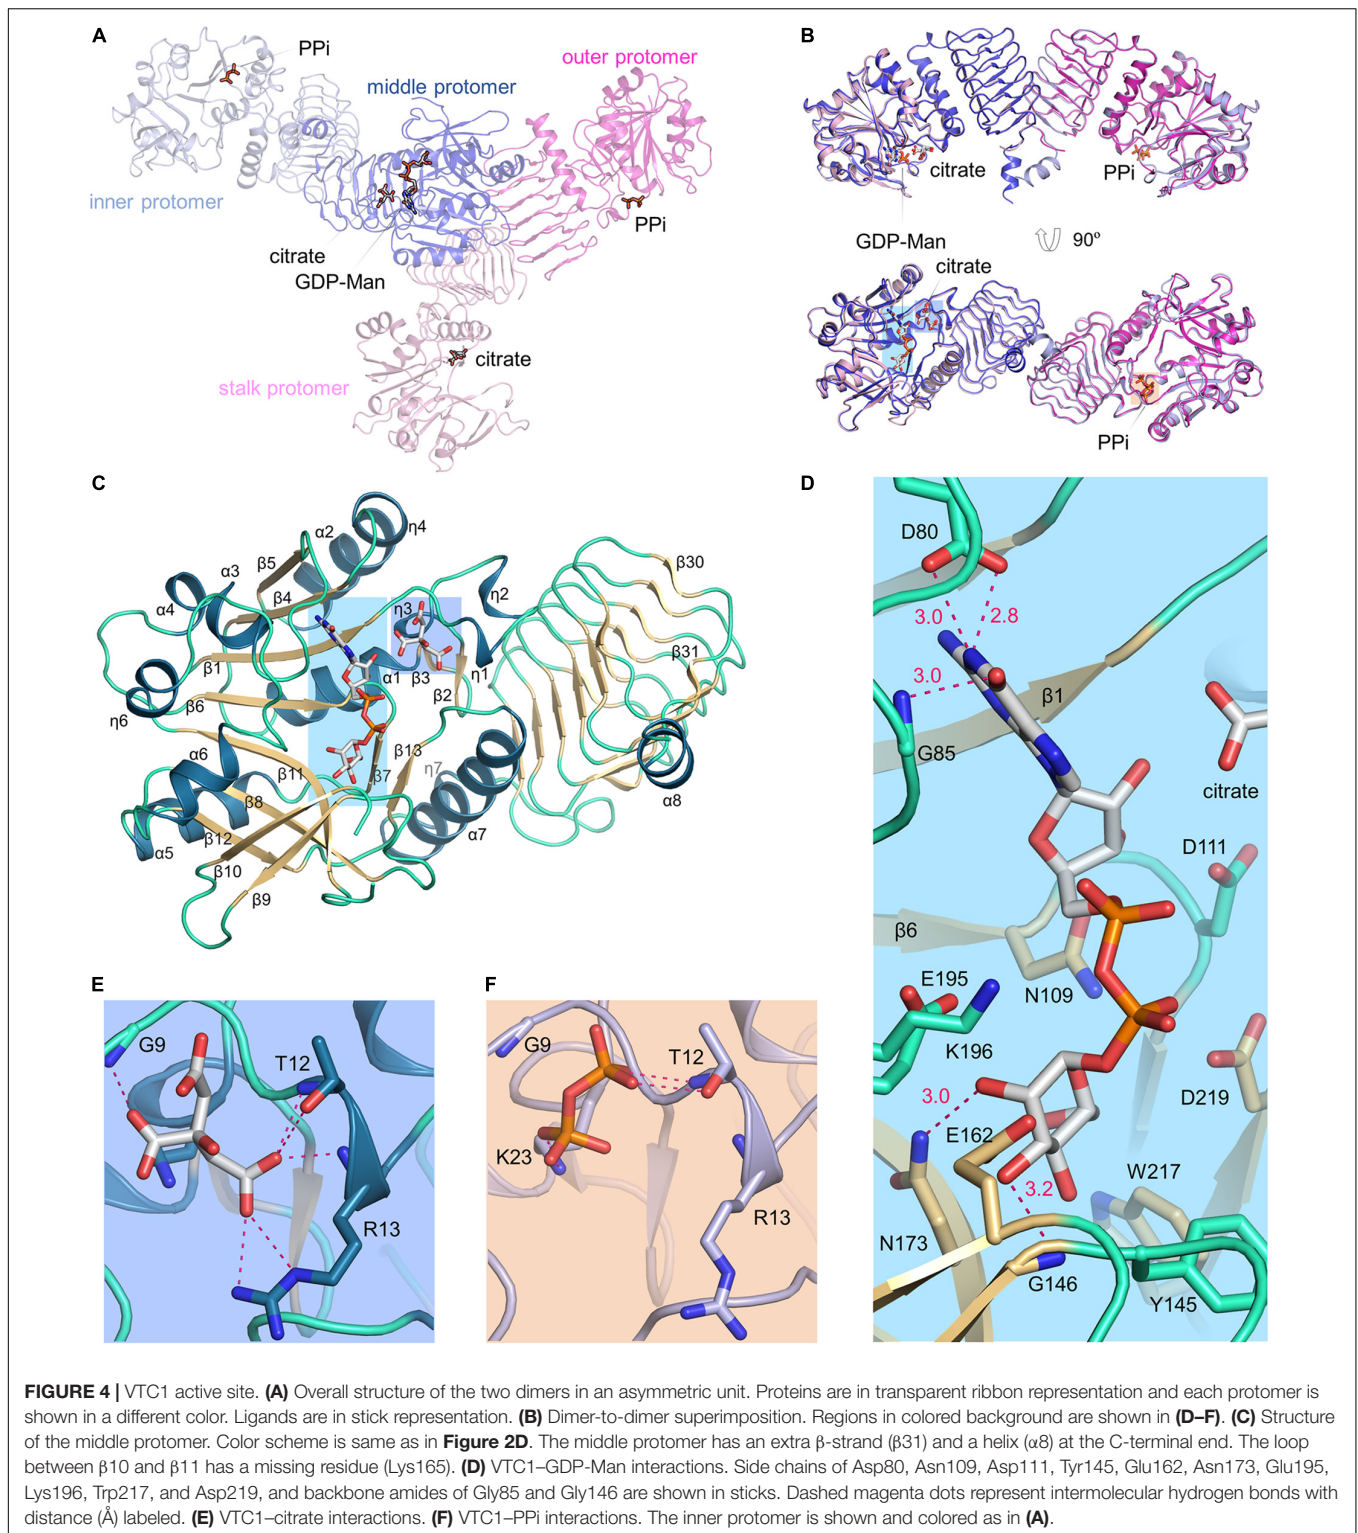 A
PPi
outer protomer
middle protomer
inner protomer
citrate
GDP-Man
PPi
citrate
stalk protomer
B
citrate
PPi
GDP-Man
90º
citrate
PPi
C
α2
η4
β5
α3
α4
β4
η3
η2
β30
β1
α1
β3
η1
β31
β2
β6
η6
α6
β11
β13
β7
η7
β8
α8
α5
β12
α7
β10
β9
D
D80
3.0
2.8
3.0
β1
G85
citrate
D111
β6
E195
N109
K196
3.0
D219
E162
W217
3.2
N173
G146
Y145
E
G9
T12
R13
F
G9
T12
K23
R13
FIGURE 4 | VTC1 active site. (A) Overall structure of the two dimers in an asymmetric unit. Proteins are in transparent ribbon representation and each protomer is
shown in a different color. Ligands are in stick representation. (B) Dimer-to-dimer superimposition. Regions in colored background are shown in (D–F). (C) Structure
of the middle protomer. Color scheme is same as in Figure 2D. The middle protomer has an extra β-strand (β31) and a helix (α8) at the C-terminal end. The loop
between β10 and β11 has a missing residue (Lys165). (D) VTC1–GDP-Man interactions. Side chains of Asp80, Asn109, Asp111, Tyr145, Glu162, Asn173, Glu195,
Lys196, Trp217, and Asp219, and backbone amides of Gly85 and Gly146 are shown in sticks. Dashed magenta dots represent intermolecular hydrogen bonds with
distance (Å) labeled. (E) VTC1–citrate interactions. (F) VTC1–PPi interactions. The inner protomer is shown and colored as in (A).